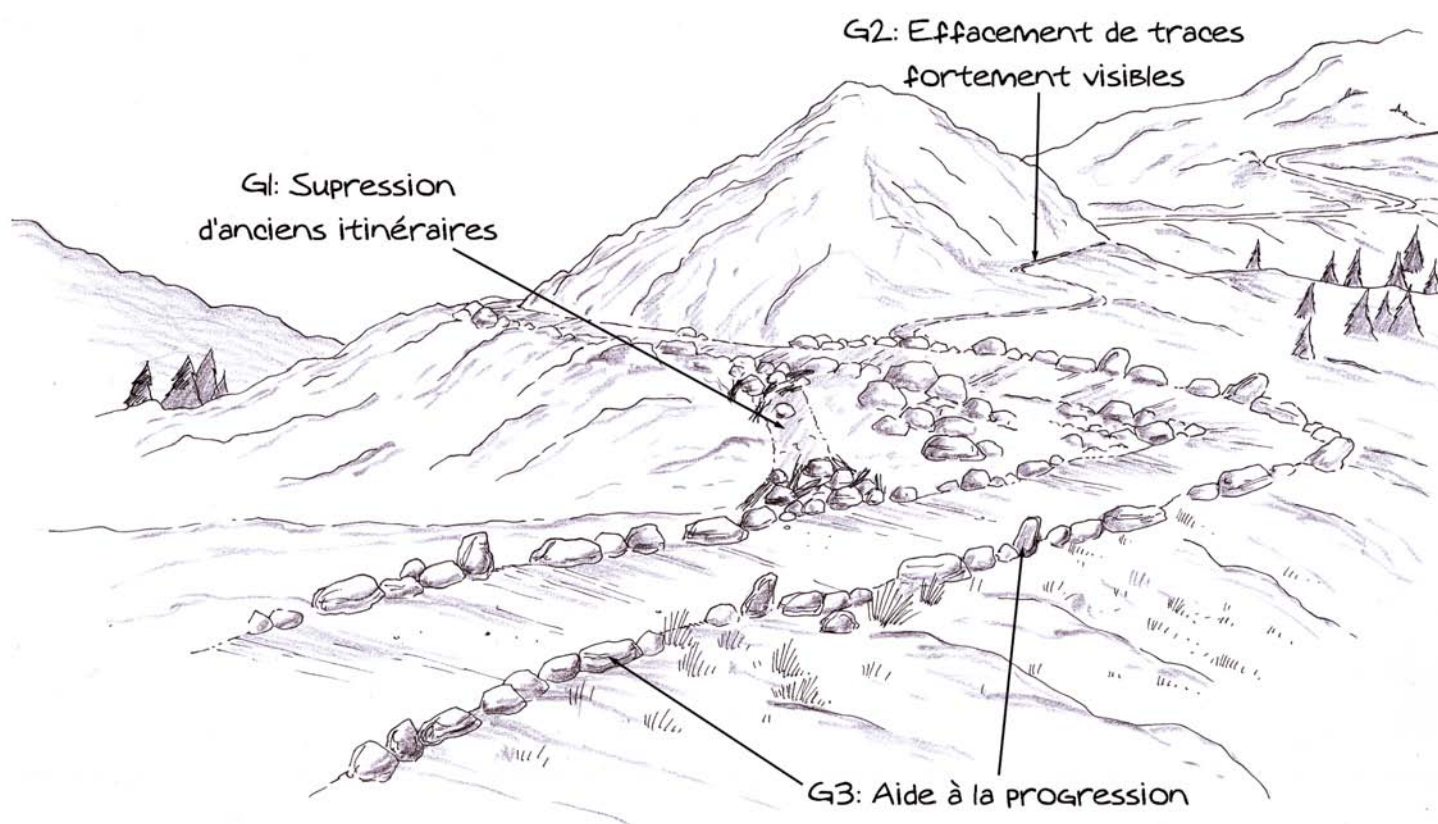 G2: Effacement de traces
fortement visibles
G1: Supression
d'anciens itinéraires
G3: Aide à la progression